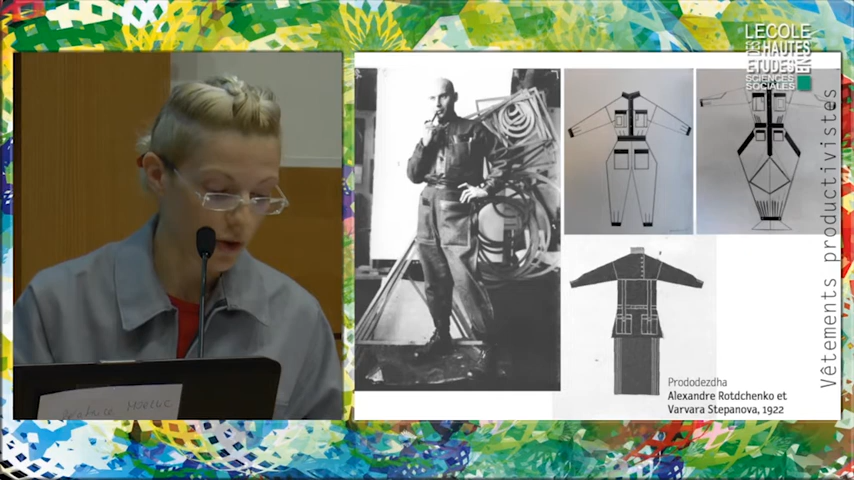 L'ECOLE
DES HAUTES
ETUDES EN
SCIENCES
SOCIALES
Vêtements productivistes
Prododezdha
Alexandre Rotdchenko et
Varvara Stepanova, 1922